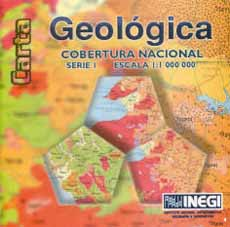 Carta
Geológica
COBERTURA NACIONAL
SERIE I ESCALA 1:1 000 000
INEGI